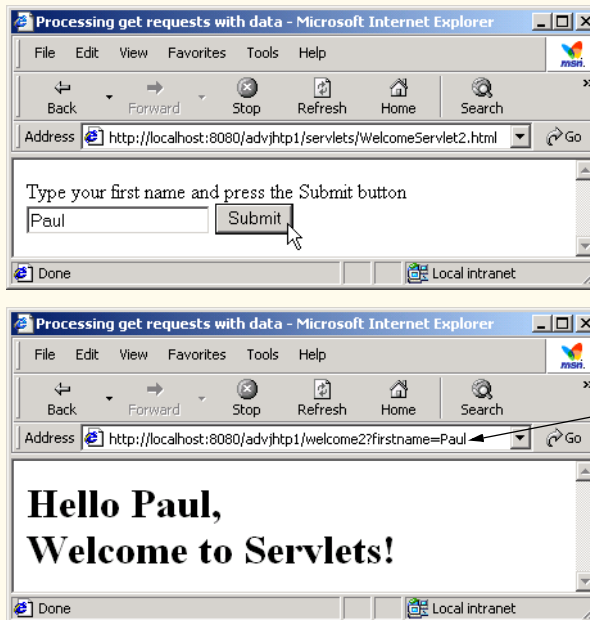 Processing get requests with data - Microsoft Internet Explorer
File Edit View Favorites Tools Help
msn.
Back Forward Stop Refresh Home Search »
Address http://localhost:8080/advjhtp1/servlets/WelcomeServlet2.html Go
Type your first name and press the Submit button
Paul Submit
Done Local intranet
Processing get requests with data - Microsoft Internet Explorer
File Edit View Favorites Tools Help
msn.
Back Forward Stop Refresh Home Search »
Address http://localhost:8080/advjhtp1/welcome2?firstname=Paul Go
Hello Paul,
Welcome to Servlets!
Done Local intranet